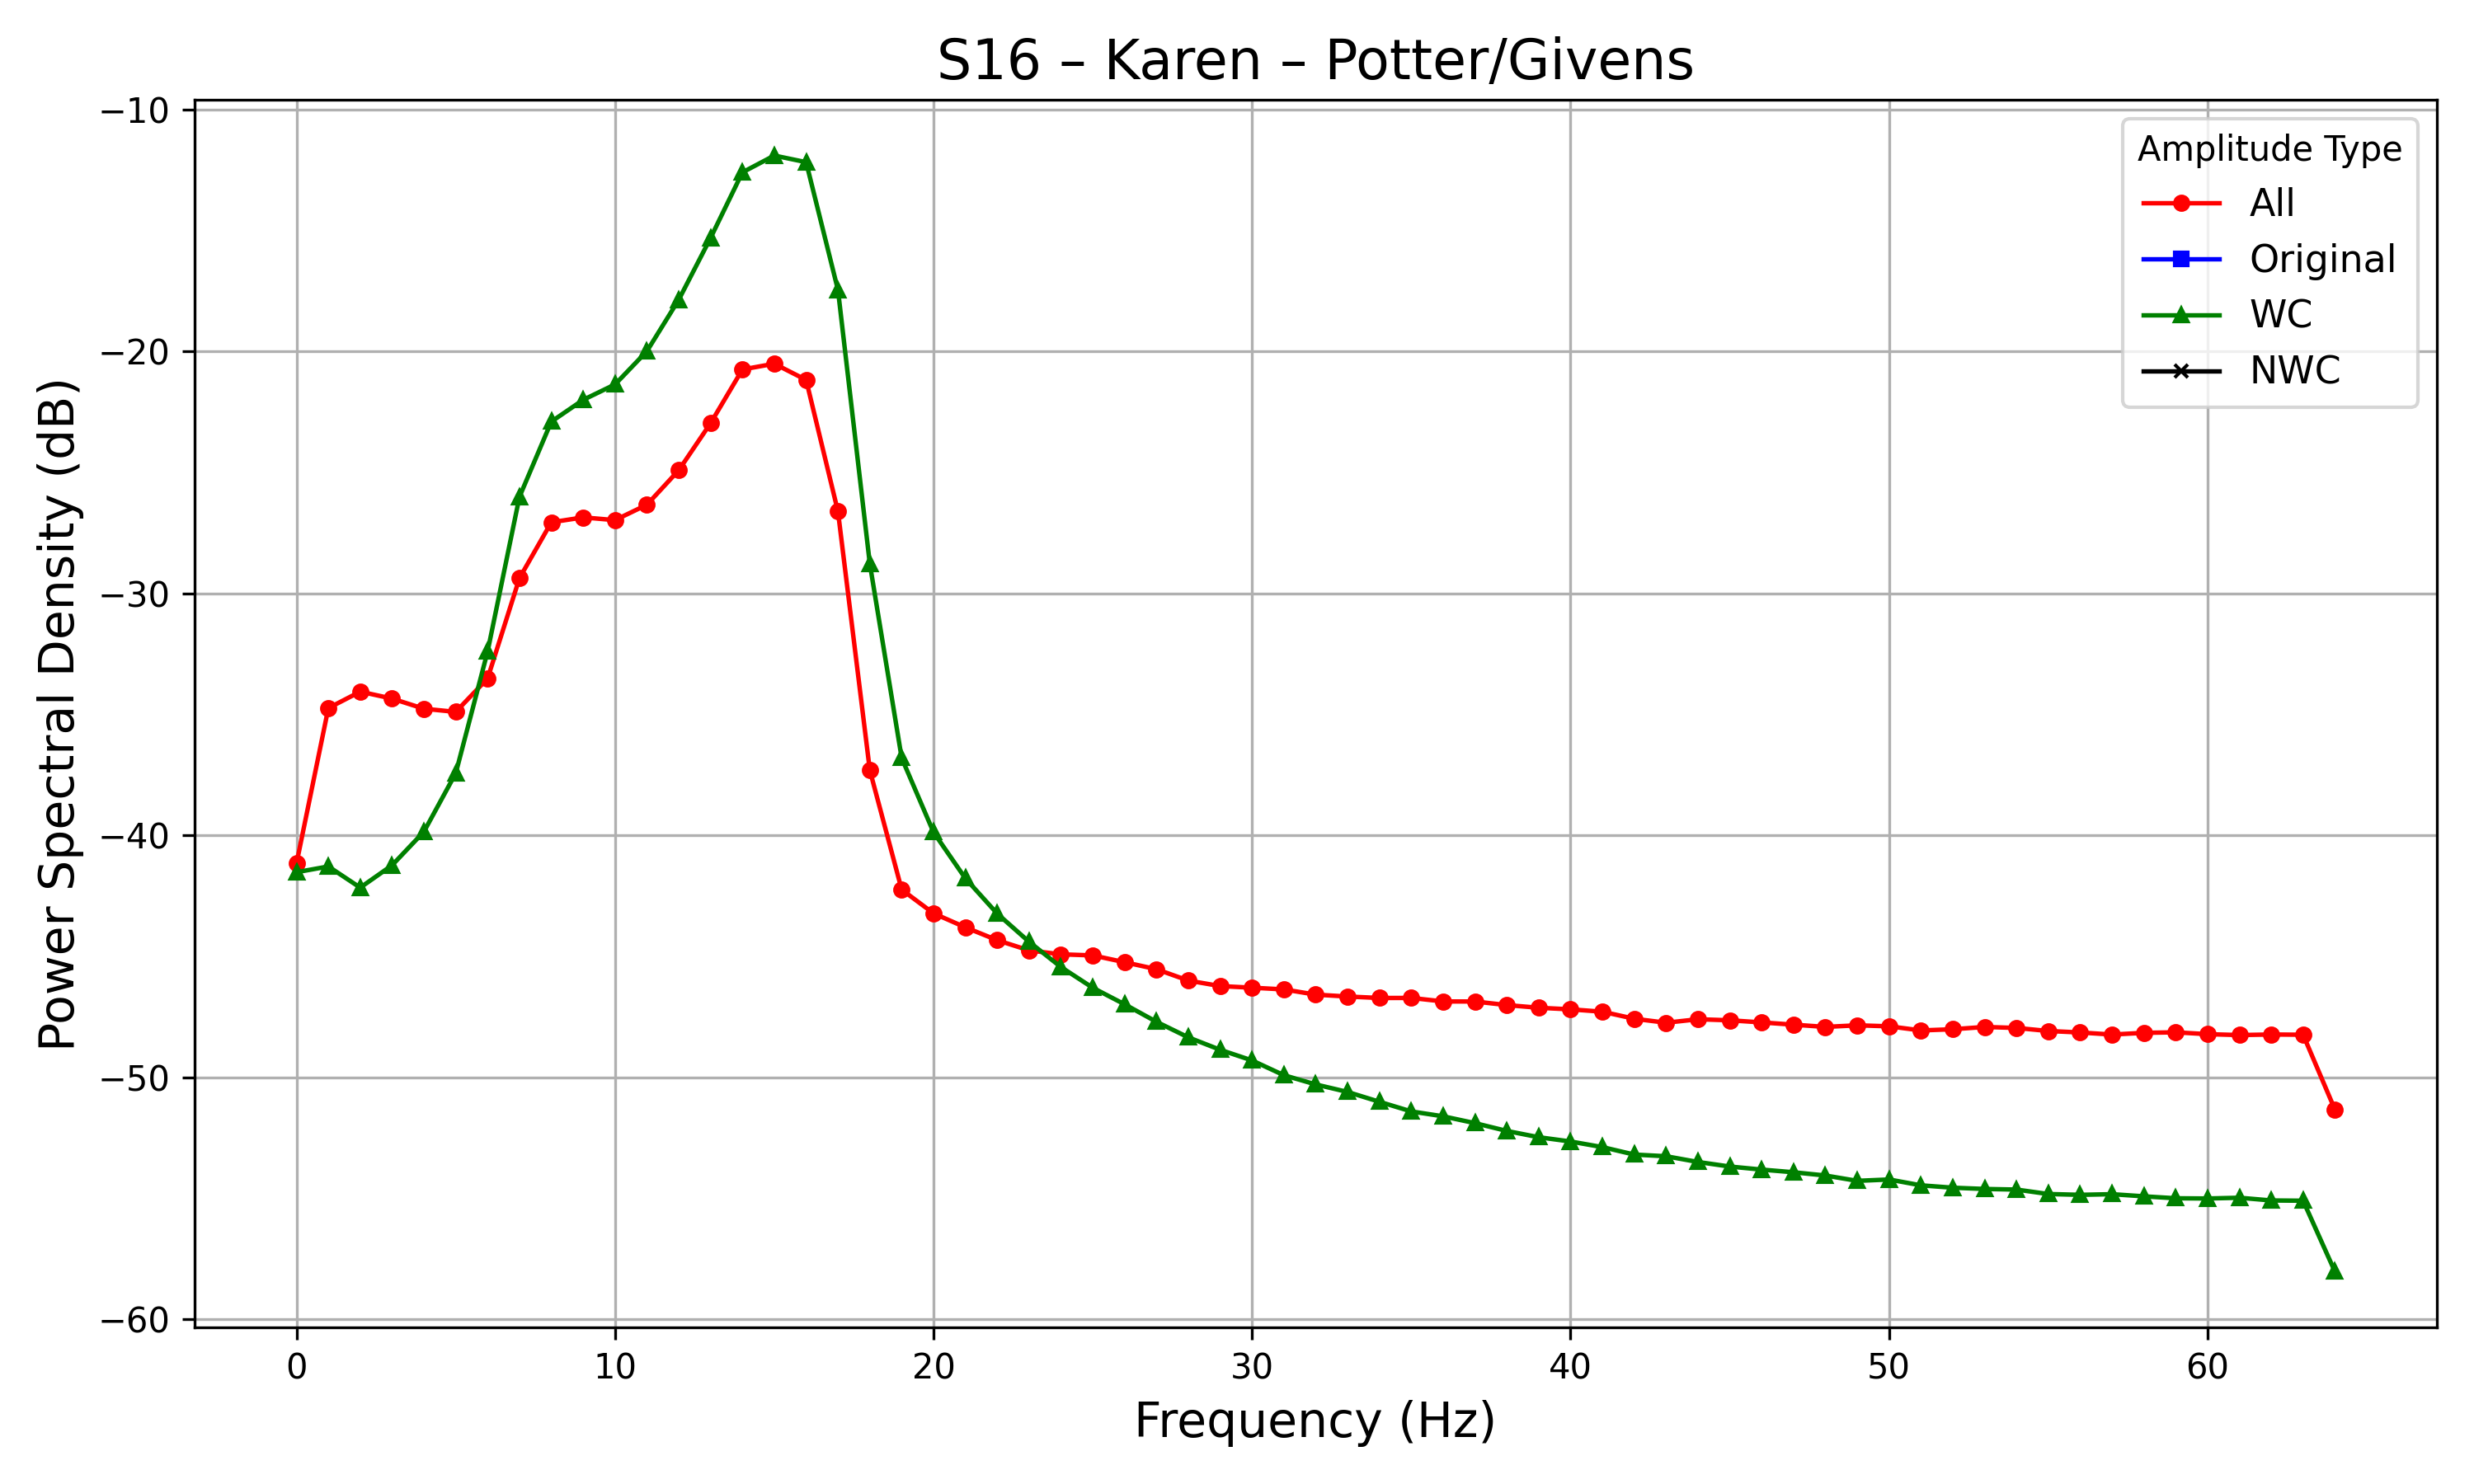 S16 – Karen – Potter/Givens
Power Spectral Density (dB)
−10
−20
−30
−40
−50
−60
Amplitude Type
All
Original
WC
NWC
0 10 20 30 40 50 60
Frequency (Hz)